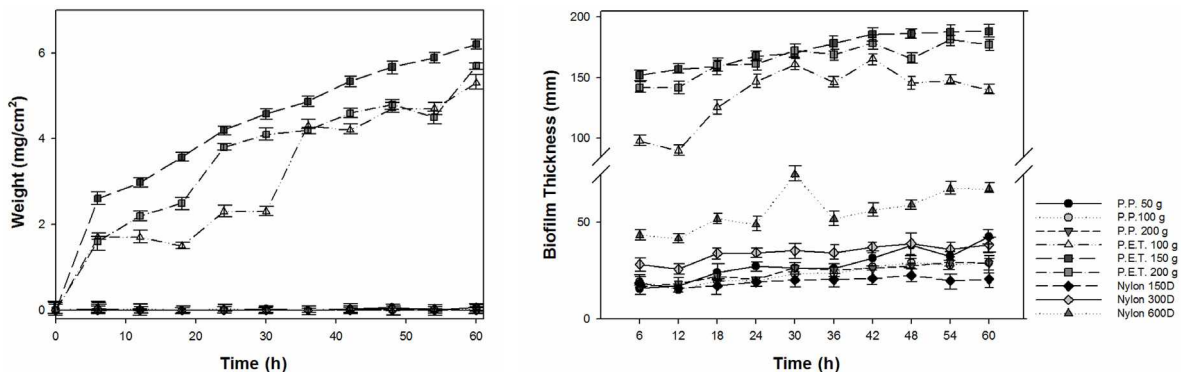 Weight (mg/cm²)
6
4
2
0
0 10 20 30 40 50 60
Time (h)
Biofilm Thickness (mm)
200
150
100
50
0
6 12 18 24 30 36 42 48 54 60
Time (h)
P.P. 50 g
P.P.100 g
P.P. 200 g
P.E.T. 100 g
P.E.T. 150 g
P.E.T. 200 g
Nylon 150D
Nylon 300D
Nylon 600D